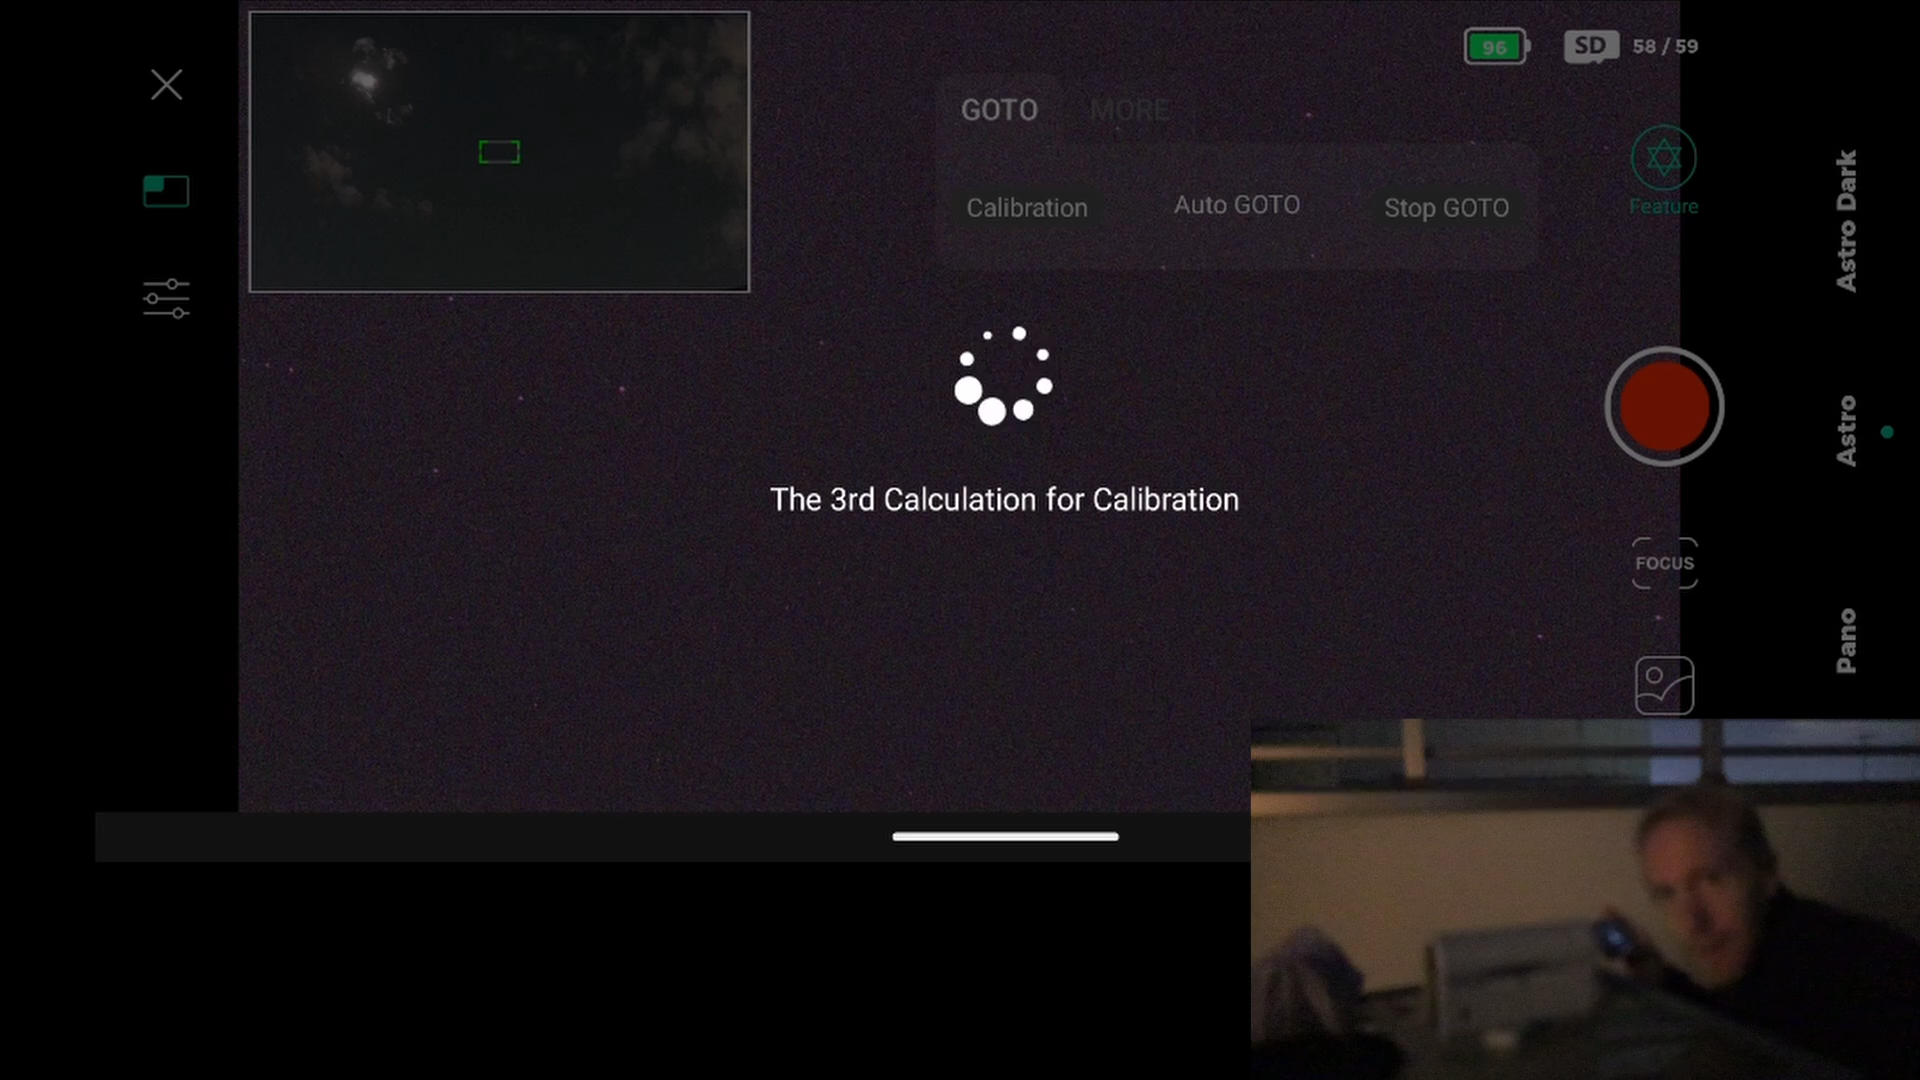 96
SD
58 / 59
GOTO
MORE
Calibration
Auto GOTO
Stop GOTO
Feature
The 3rd Calculation for Calibration
FOCUS
Astro Dark
Astro
Pano